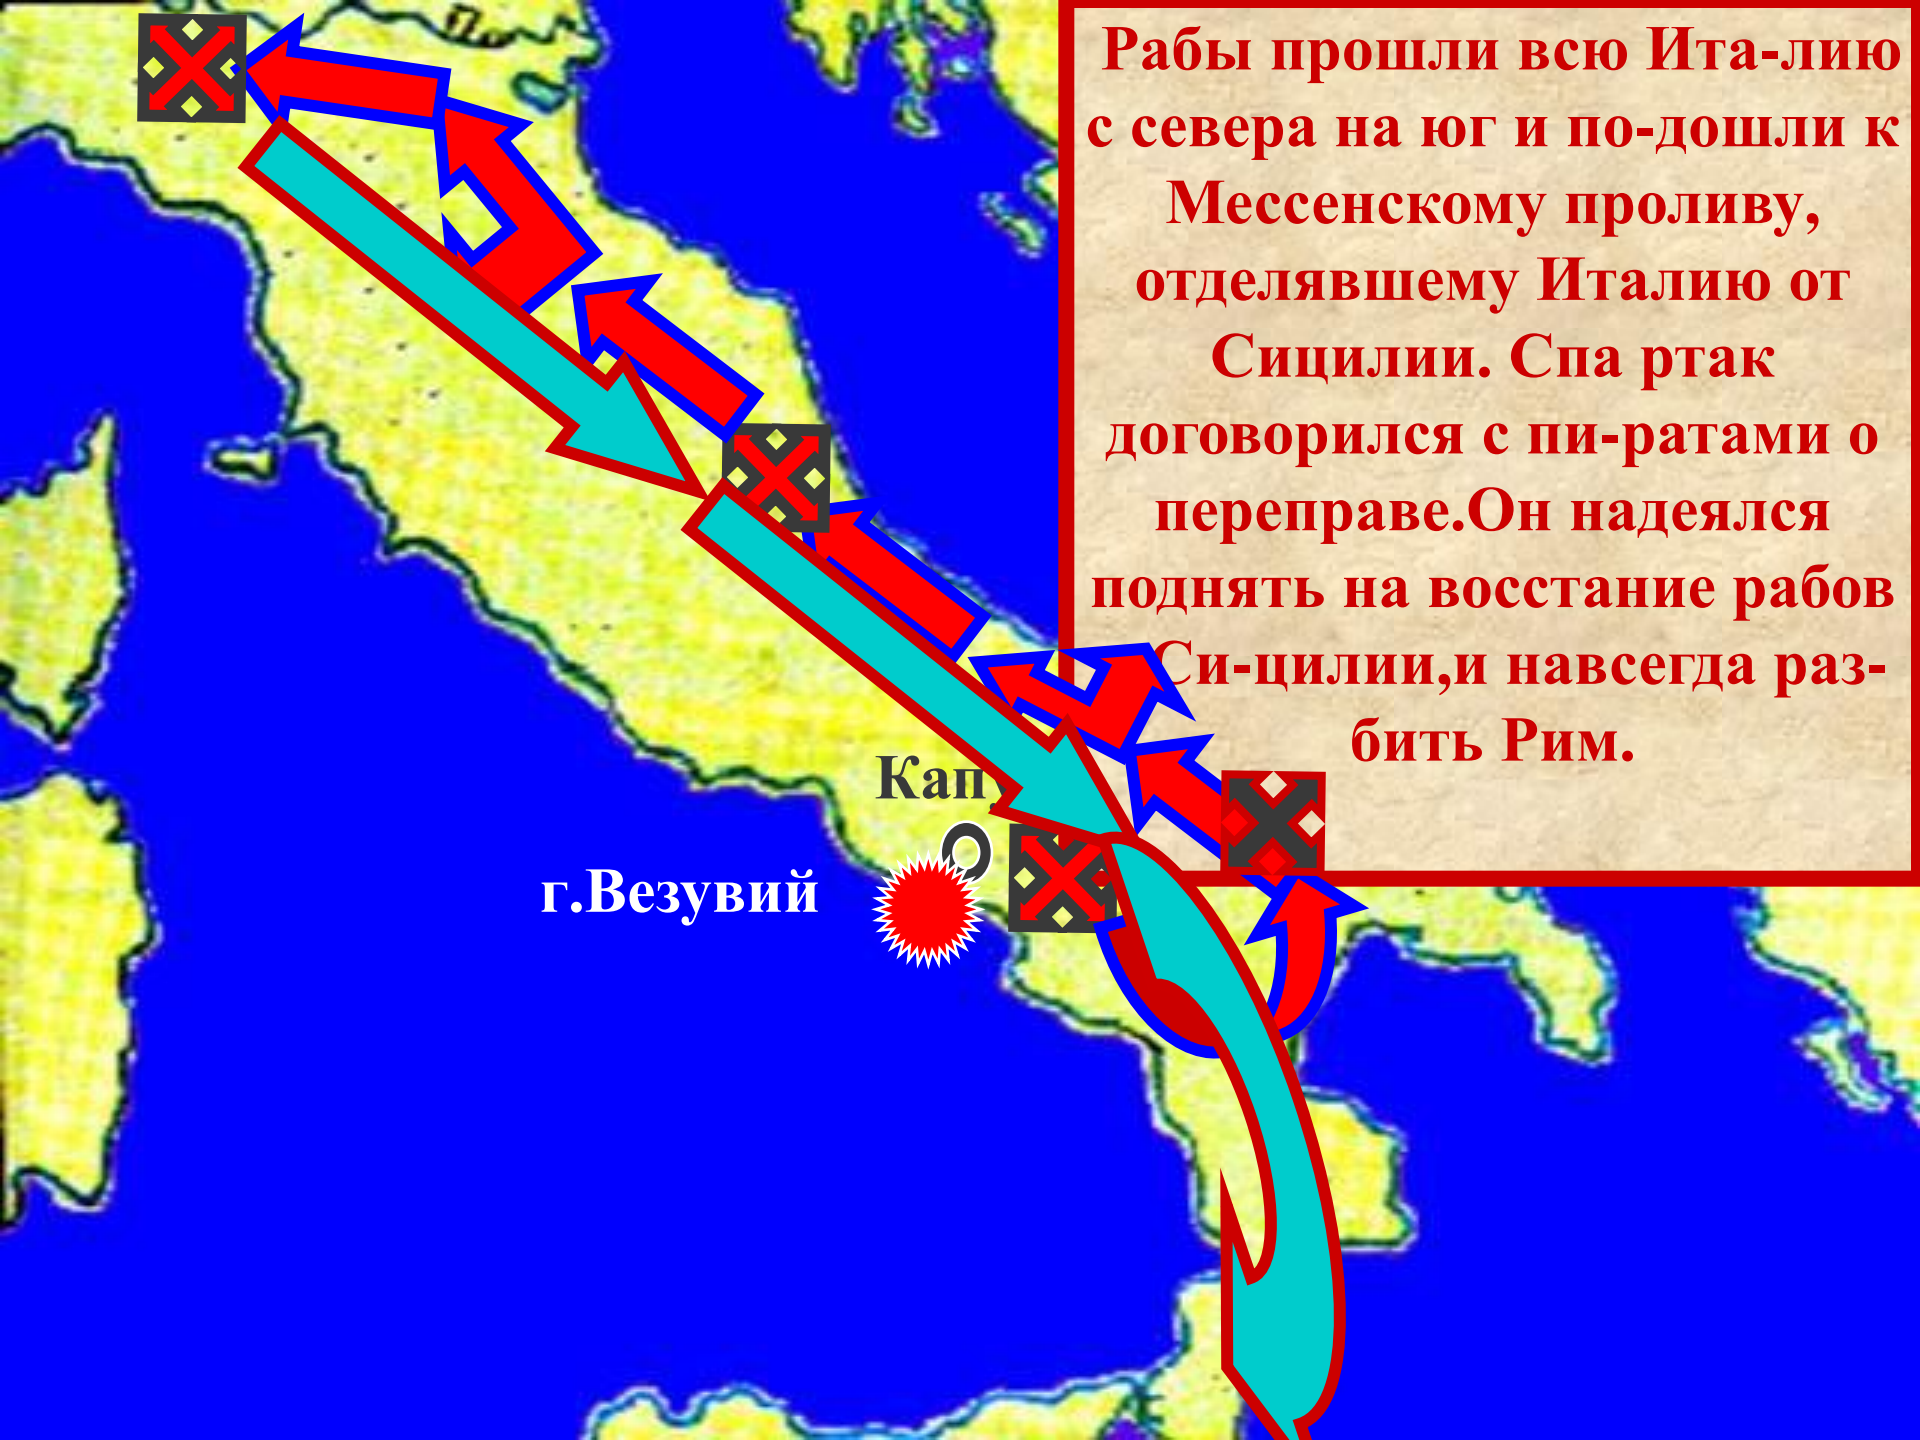 Рабы прошли всю Ита-лию
с севера на юг и по-дошли к
Мессенскому проливу,
отделявшему Италию от
Сицилии. Спа ртак
договорился с пи-ратами о
переправе.Он надеялся
поднять на восстание рабов
Си-цилии,и навсегда раз-
бить Рим.
г.Везувий